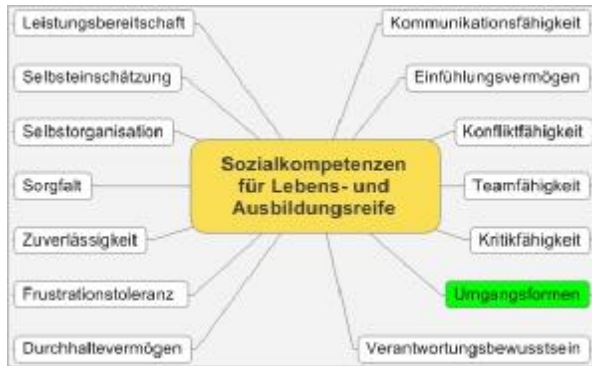 Leistungsbereitschaft
Kommunikationsfähigkeit
Selbsteinschätzung
Einfühlungsvermögen
Selbstorganisation
Konfliktfähigkeit
Sozialkompetenzen
für Lebens- und
Ausbildungsreife
Sorgfalt
Teamfähigkeit
Zuverlässigkeit
Kritikfähigkeit
Frustrationstoleranz
Umgangsformen
Durchhaltevermögen
Verantwortungsbewusstsein